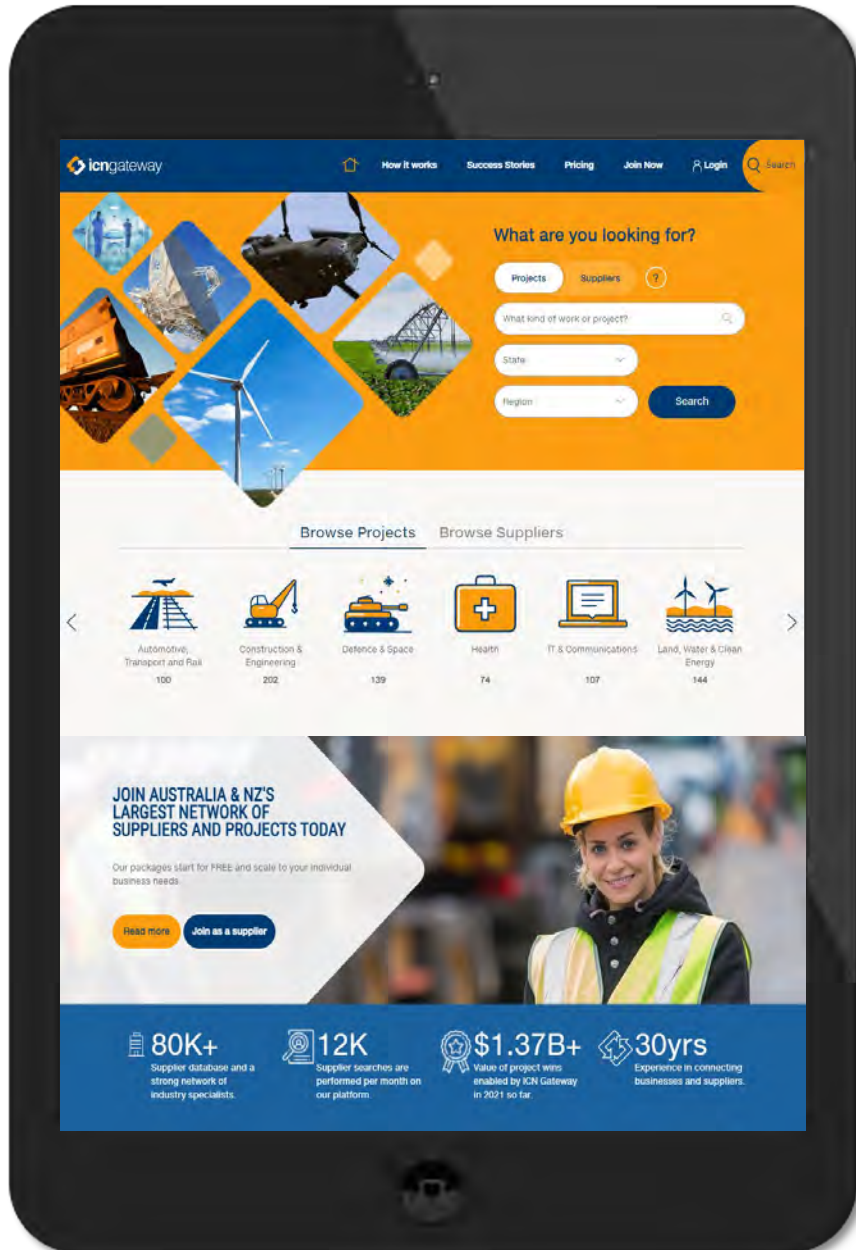 icngateway
How it works Success Stories Pricing Join Now Login Search
What are you looking for?
Projects Suppliers ?
What kind of work or project?
State
Region Search
Browse Projects Browse Suppliers
Automotive, Transport and Rail
100
Construction & Engineering
202
Defence & Space
139
Health
74
IT & Communications
107
Land, Water & Clean Energy
144
JOIN AUSTRALIA & NZ'S
LARGEST NETWORK OF
SUPPLIERS AND PROJECTS TODAY
Our packages start for FREE and scale to your individual
business needs.
Read more Join as a supplier
80K+
Supplier database and a
strong network of
industry specialists.
12K
Supplier searches are
performed per month on
our platform.
$1.37B+
Value of project wins
enabled by ICN Gateway
in 2021 so far.
30yrs
Experience in connecting
businesses and suppliers.